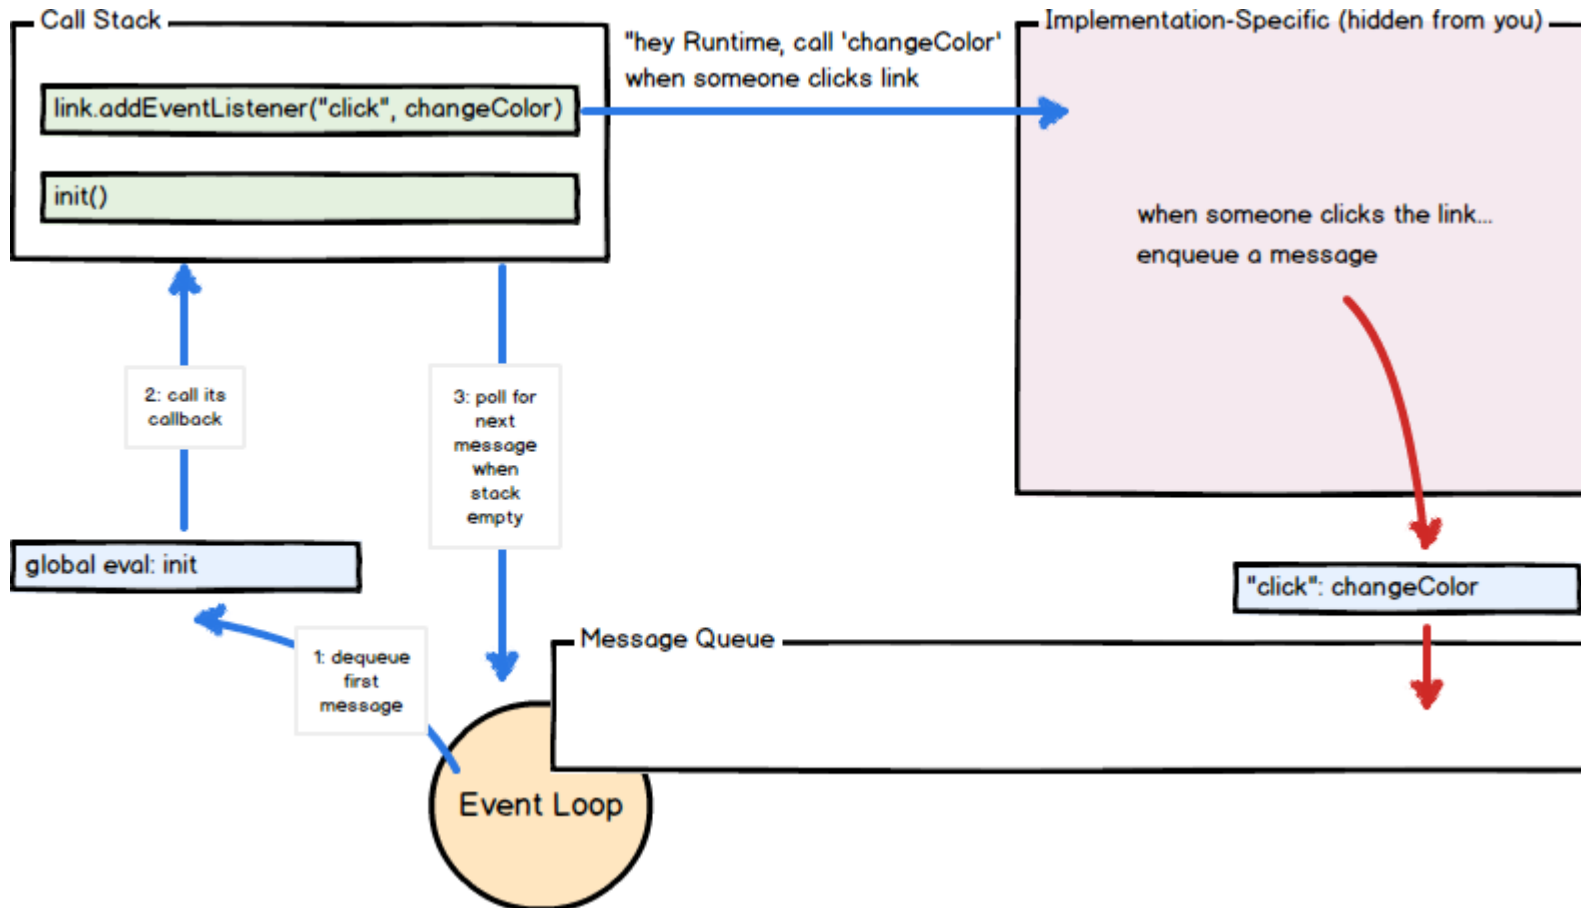 Call Stack
"hey Runtime, call 'changeColor'
when someone clicks link
Implementation-Specific (hidden from you)
link.addEventListener("click", changeColor)
init()
when someone clicks the link...
enqueue a message
2: call its
callback
3: poll for
next
message
when
stack
empty
global eval: init
"click": changeColor
1: dequeue
first
message
Message Queue
Event Loop